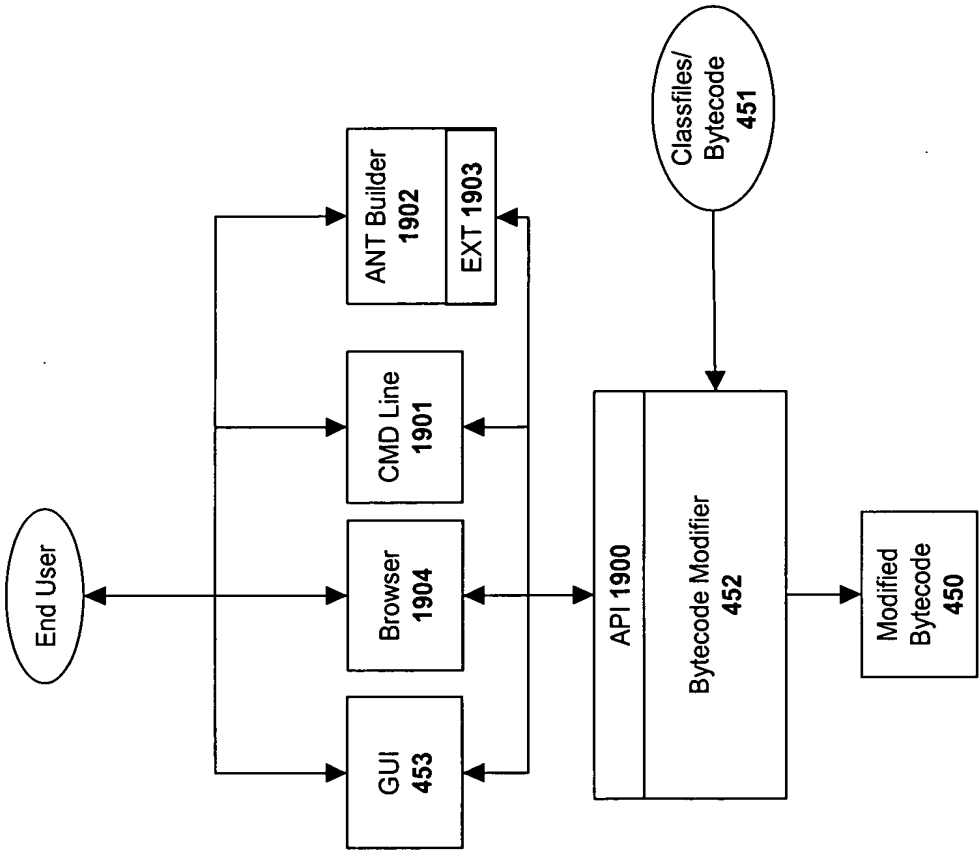 End User
GUI
453
Browser
1904
CMD Line
1901
ANT Builder
1902
EXT 1903
API 1900
Bytecode Modifier
452
Classfiles/
Bytecode
451
Modified
Bytecode
450